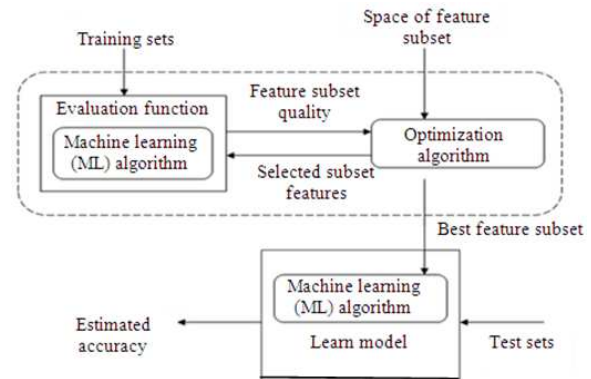 Space of feature
subset
Training sets
Evaluation function
Machine learning
(ML) algorithm
Feature subset
quality
Optimization
algorithm
Selected subset
features
Best feature subset
Machine learning
(ML) algorithm
Learn model
Estimated
accuracy
Test sets